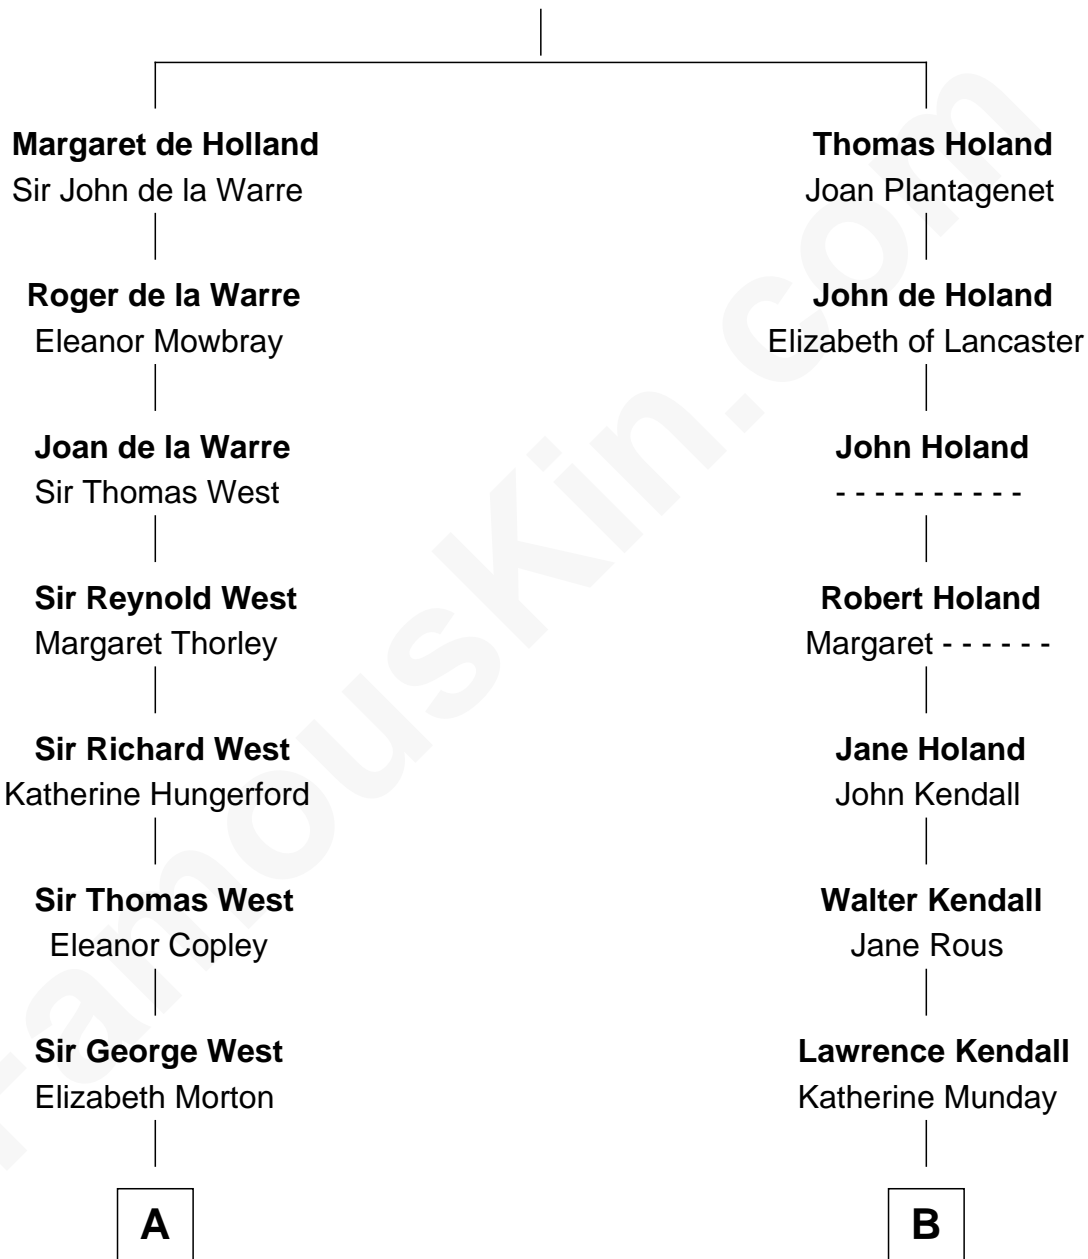 Margaret de Holland
Sir John de la Warre
Thomas Holand
Joan Plantagenet
Roger de la Warre
Eleanor Mowbray
John de Holand
Elizabeth of Lancaster
Joan de la Warre
Sir Thomas West
John Holand
- - - - - - - - - -
Sir Reynold West
Margaret Thorley
Robert Holand
Margaret - - - - - -
Sir Richard West
Katherine Hungerford
Jane Holand
John Kendall
Sir Thomas West
Eleanor Copley
Walter Kendall
Jane Rous
Sir George West
Elizabeth Morton
Lawrence Kendall
Katherine Munday
A
B
FamousKin.com